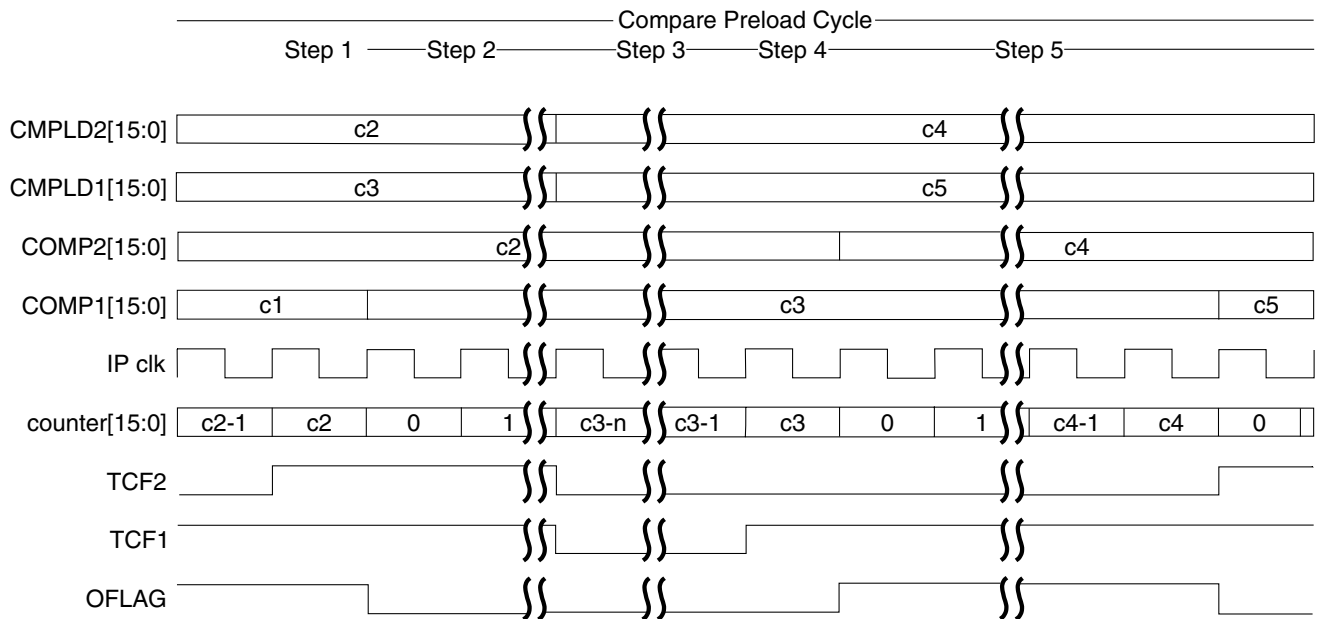 Compare Preload Cycle
Step 1 Step 2 Step 3 Step 4 Step 5
CMPLD2[15:0] c2 c4
CMPLD1[15:0] c3 c5
COMP2[15:0] c2 c4
COMP1[15:0] c1 c3 c5
IP clk
counter[15:0] c2-1 c2 0 1 c3-n c3-1 c3 0 1 c4-1 c4 0
TCF2
TCF1
OFLAG